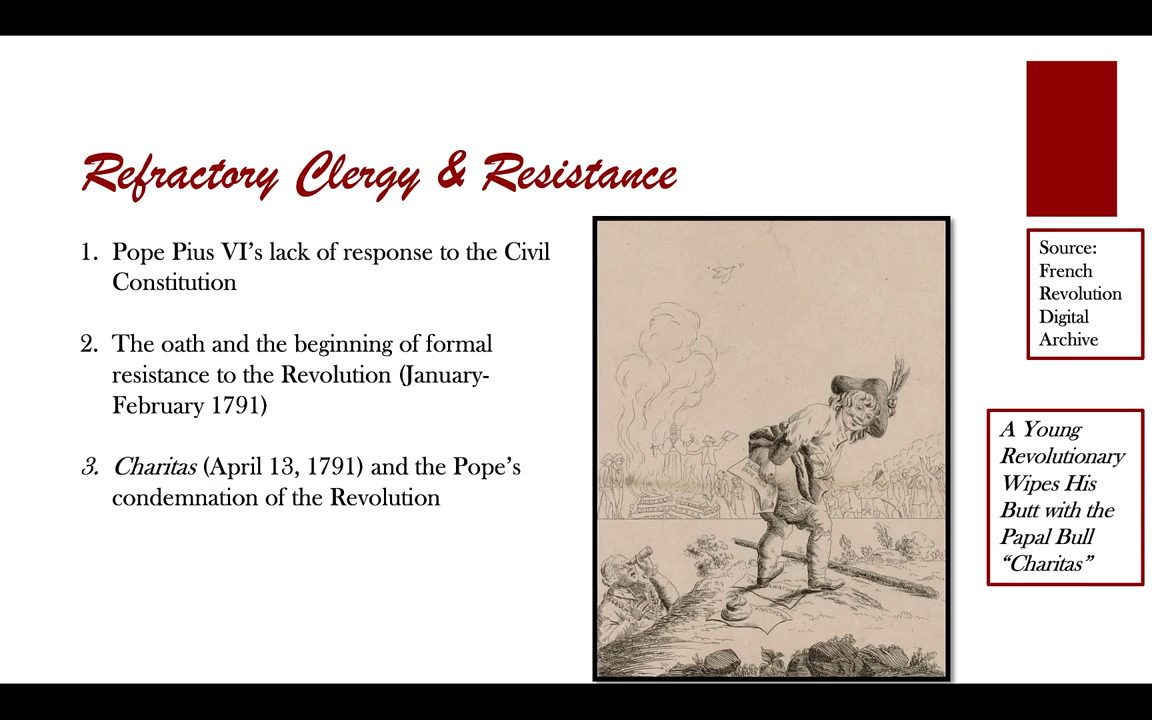 Refractory Clergy & Resistance
1. Pope Pius VI's lack of response to the Civil
Constitution
2. The oath and the beginning of formal
resistance to the Revolution (January-
February 1791)
3. Charitas (April 13, 1791) and the Pope's
condemnation of the Revolution
Source:
French
Revolution
Digital
Archive
A Young
Revolutionary
Wipes His
Butt with the
Papal Bull
“Charitas”